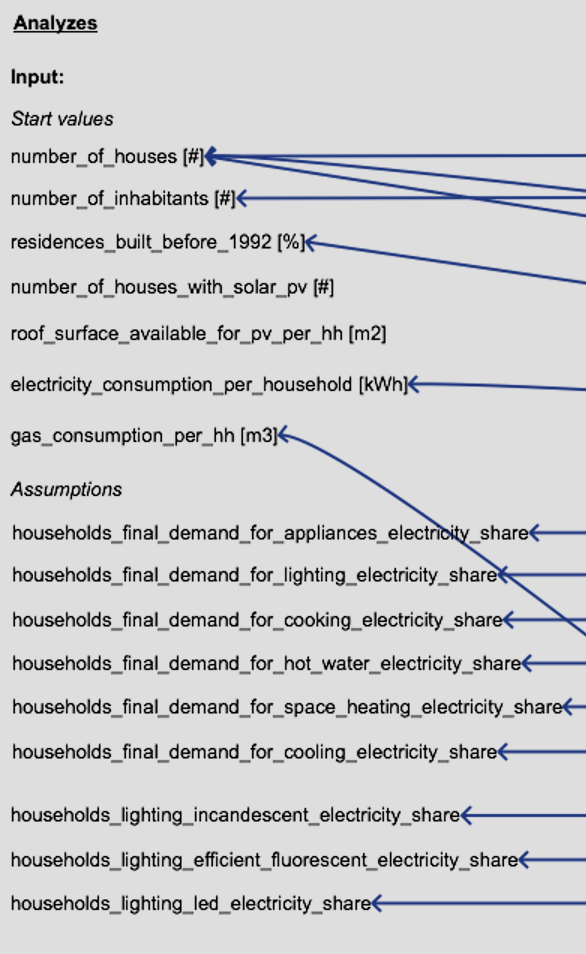 Analyzes
Input:
Start values
number_of_houses [#]
number_of_inhabitants [#]
residences_built_before_1992 [%]
number_of_houses_with_solar_pv [#]
roof_surface_available_for_pv_per_hh [m2]
electricity_consumption_per_household [kWh]
gas_consumption_per_hh [m3]
Assumptions
households_final_demand_for_appliances_electricity_share
households_final_demand_for_lighting_electricity_share
households_final_demand_for_cooking_electricity_share
households_final_demand_for_hot_water_electricity_share
households_final_demand_for_space_heating_electricity_share
households_final_demand_for_cooling_electricity_share
households_lighting_incandescent_electricity_share
households_lighting_efficient_fluorescent_electricity_share
households_lighting_led_electricity_share